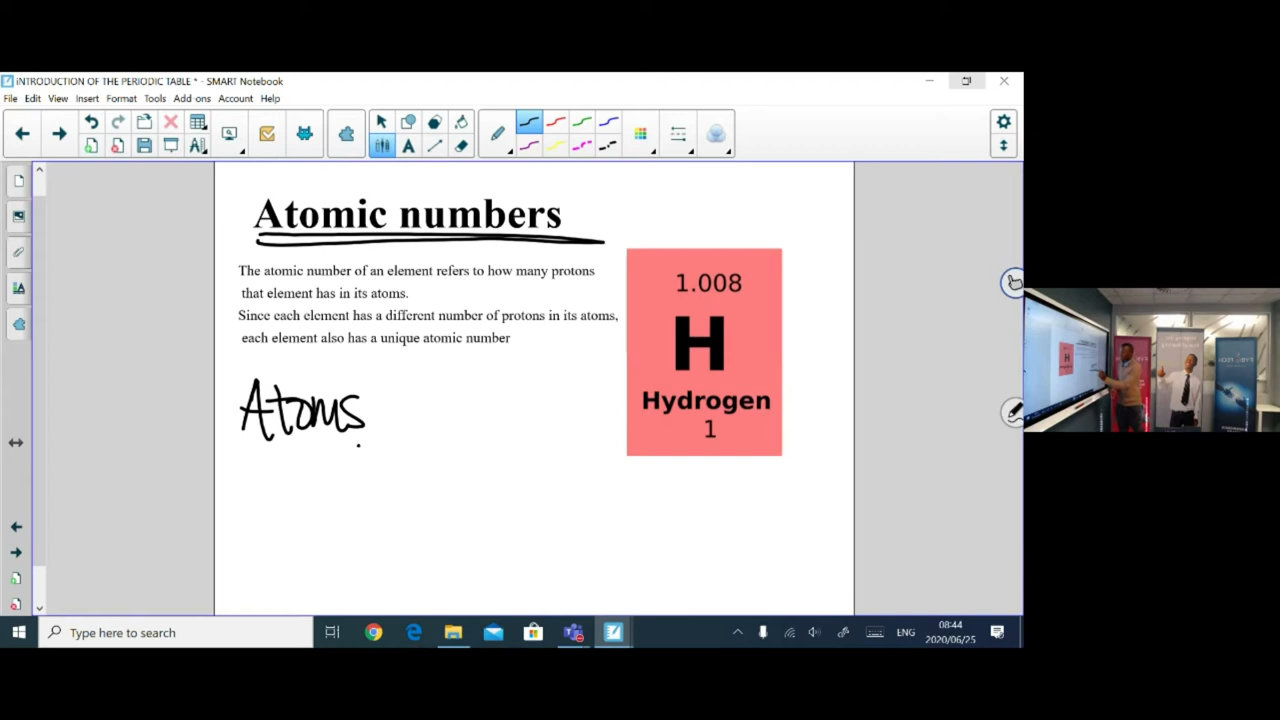 iNTRODUCTION OF THE PERIODIC TABLE * - SMART Notebook
File Edit View Insert Format Tools Add-ons Account Help
Atomic numbers
The atomic number of an element refers to how many protons
that element has in its atoms.
Since each element has a different number of protons in its atoms,
each element also has a unique atomic number
1.008
H
Hydrogen
1
Atoms
Type here to search
ENG
08:44
2020/06/25